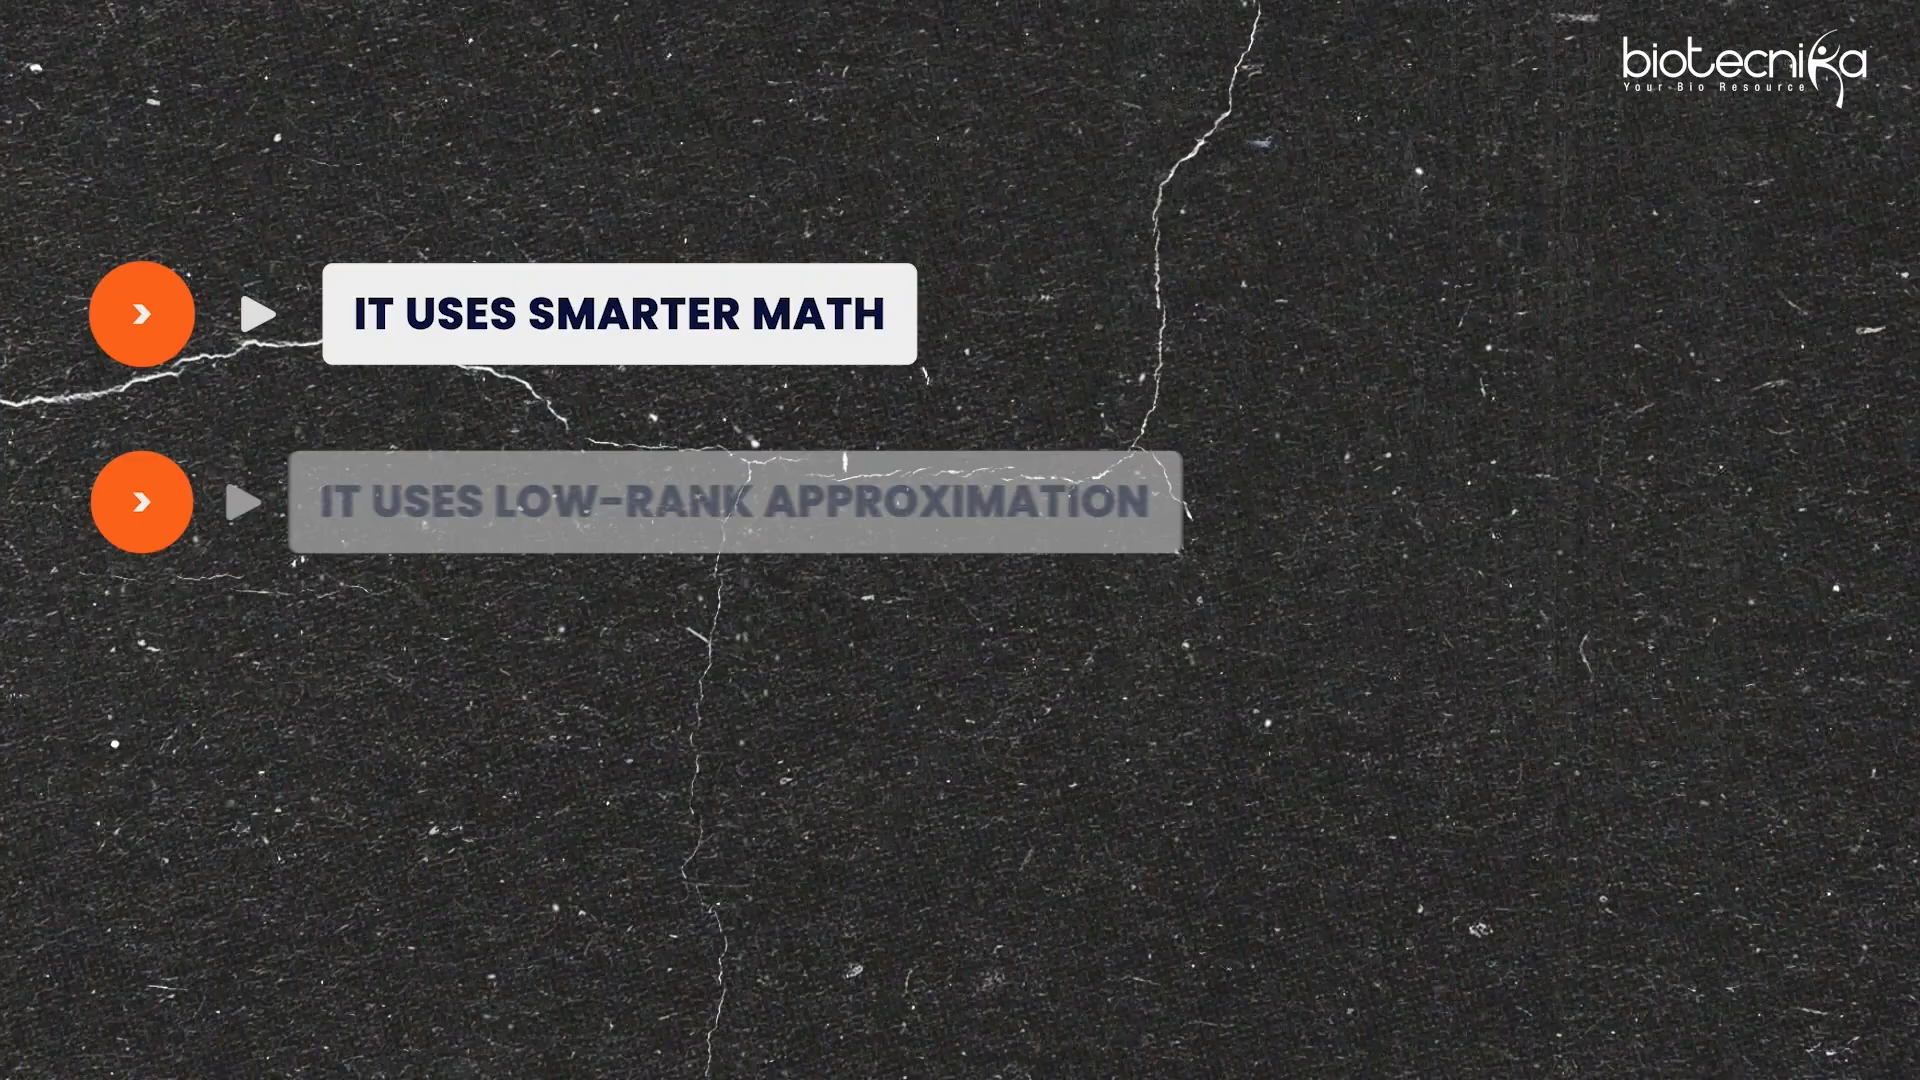 biotecnika
Your Bio Resource
IT USES SMARTER MATH
IT USES LOW-RANK APPROXIMATION